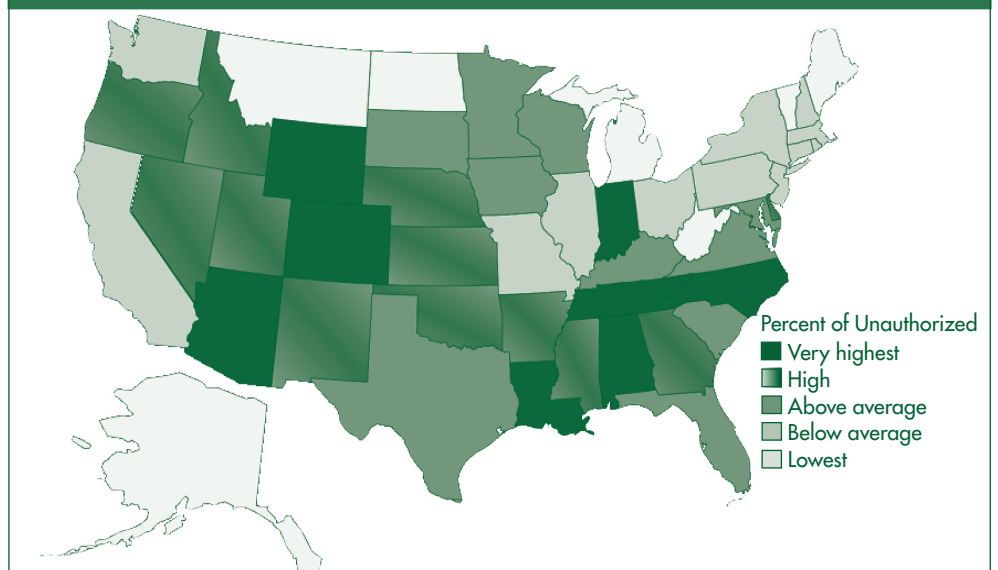 Percent of Unauthorized
Very highest
High
Above average
Below average
Lowest